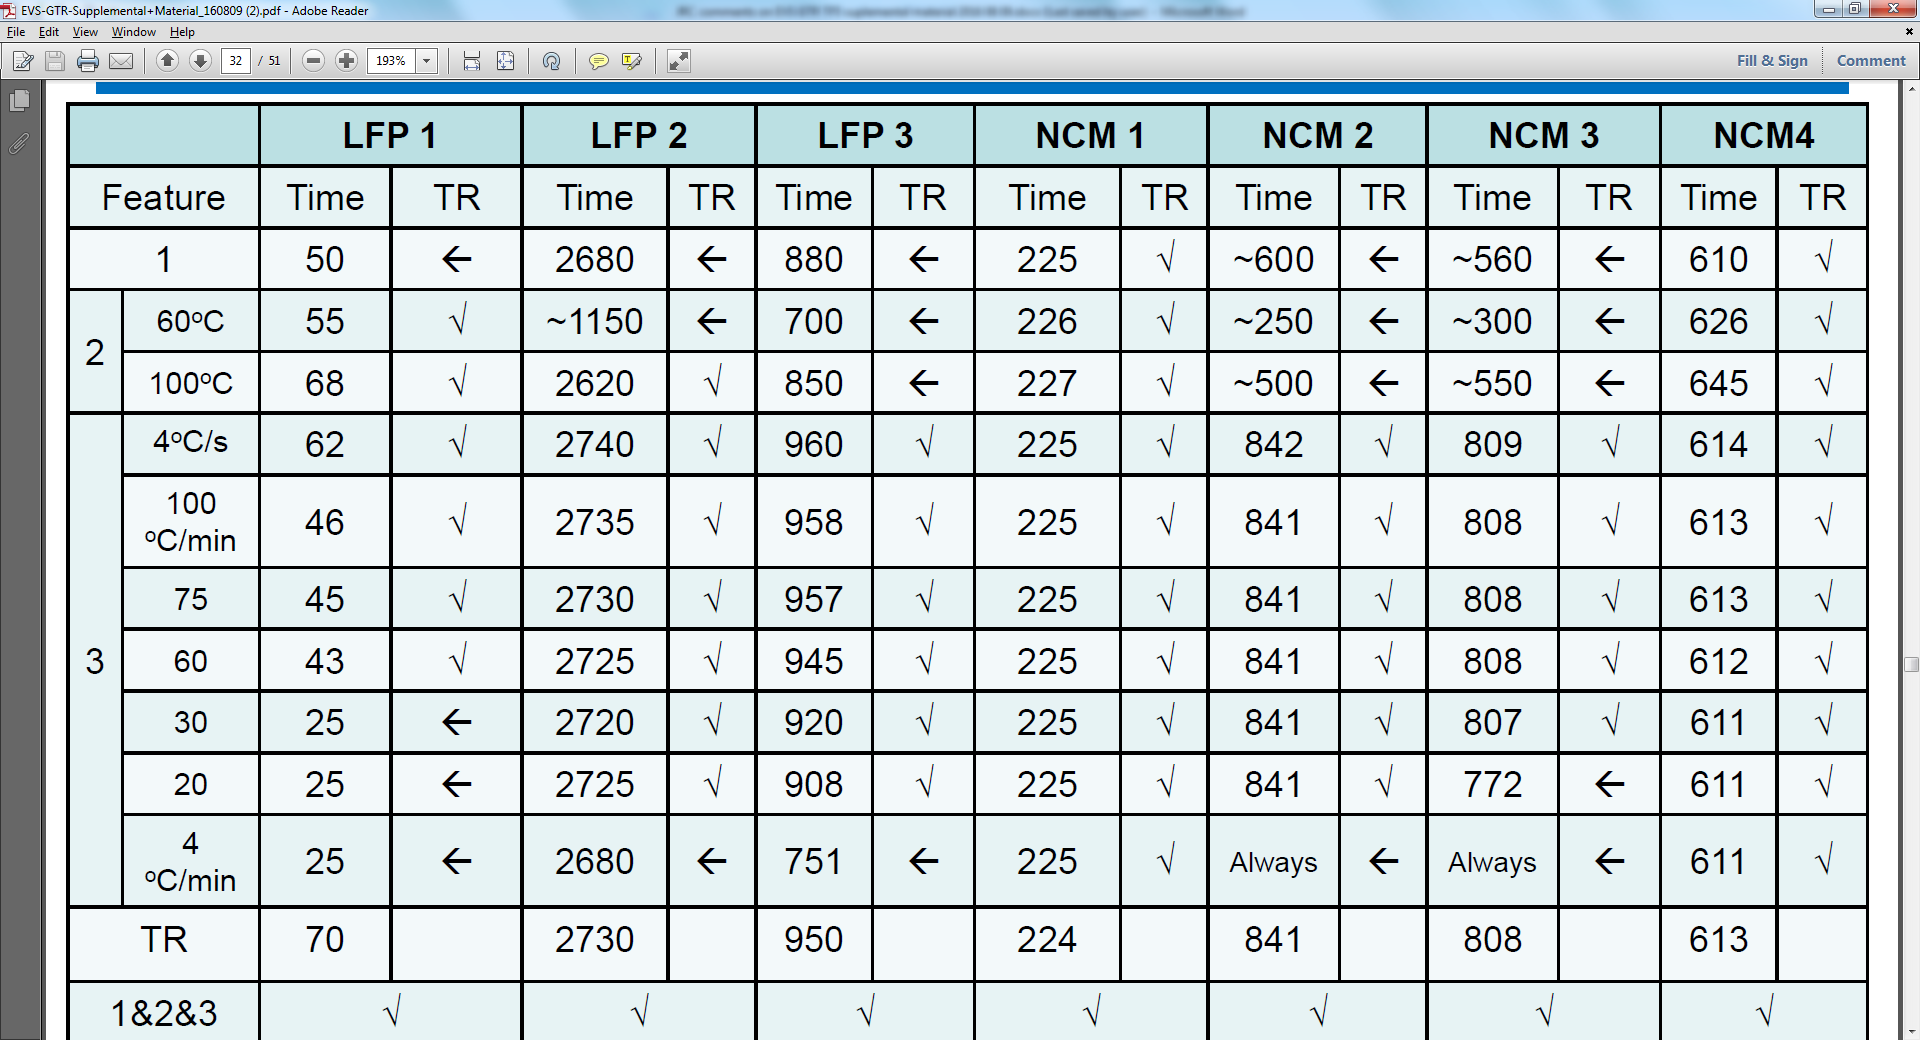 EVS-GTR-Supplemental+Material_160809 (2).pdf - Adobe Reader
File Edit View Window Help
32 / 51 193% Fill & Sign Comment
LFP 1 LFP 2 LFP 3 NCM 1 NCM 2 NCM 3 NCM4
Feature Time TR Time TR Time TR Time TR Time TR Time TR Time TR
1 50 ← 2680 ← 880 ← 225 √ ~600 ← ~560 ← 610 √
2
60°C 55 √ ~1150 ← 700 ← 226 √ ~250 ← ~300 ← 626 √
100°C 68 √ 2620 √ 850 ← 227 √ ~500 ← ~550 ← 645 √
3
4°C/s 62 √ 2740 √ 960 √ 225 √ 842 √ 809 √ 614 √
100
°C/min 46 √ 2735 √ 958 √ 225 √ 841 √ 808 √ 613 √
75 45 √ 2730 √ 957 √ 225 √ 841 √ 808 √ 613 √
60 43 √ 2725 √ 945 √ 225 √ 841 √ 808 √ 612 √
30 25 ← 2720 √ 920 √ 225 √ 841 √ 807 √ 611 √
20 25 ← 2725 √ 908 √ 225 √ 841 √ 772 ← 611 √
4
°C/min 25 ← 2680 ← 751 ← 225 √ Always ← Always ← 611 √
TR 70 2730 950 224 841 808 613
1&2&3 √ √ √ √ √ √ √